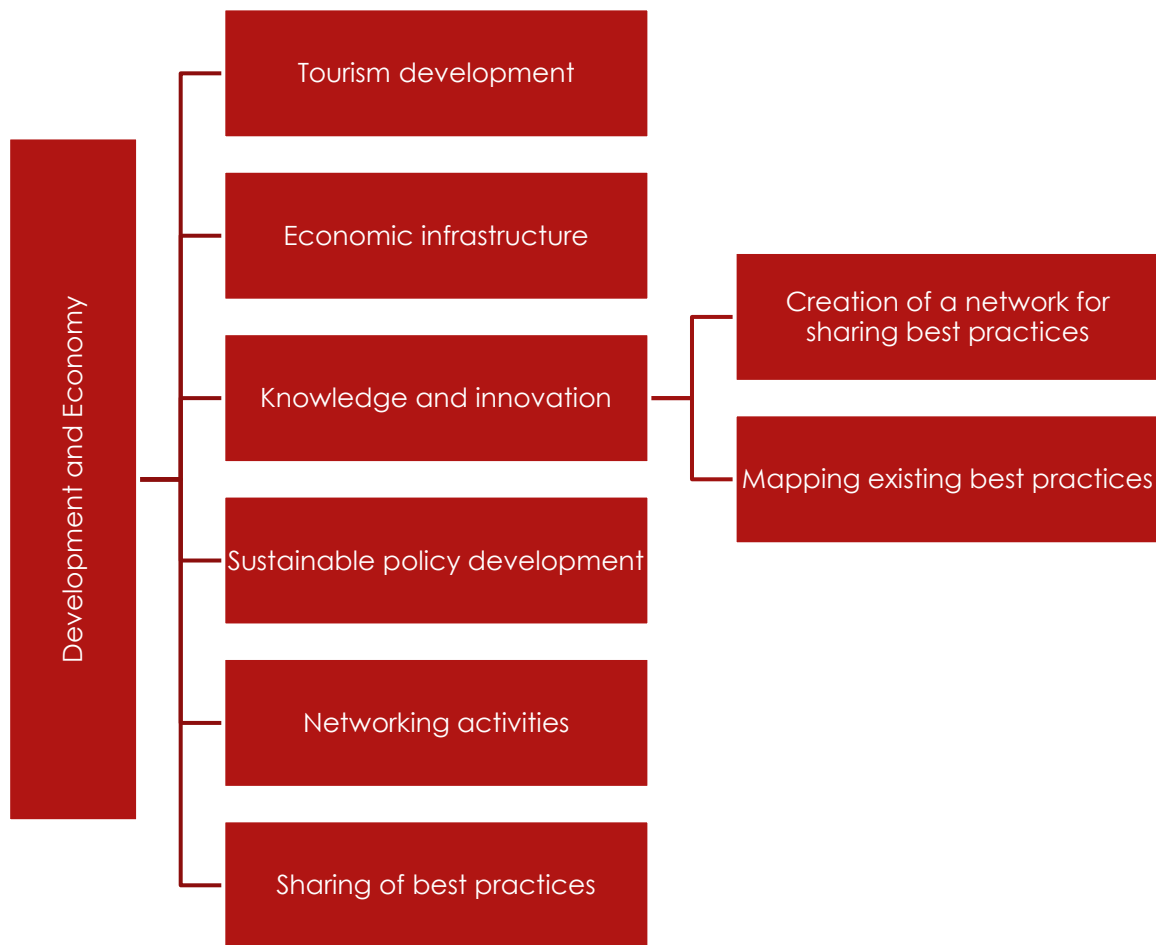 Development and Economy
Tourism development
Economic infrastructure
Knowledge and innovation
Creation of a network for
sharing best practices
Mapping existing best practices
Sustainable policy development
Networking activities
Sharing of best practices